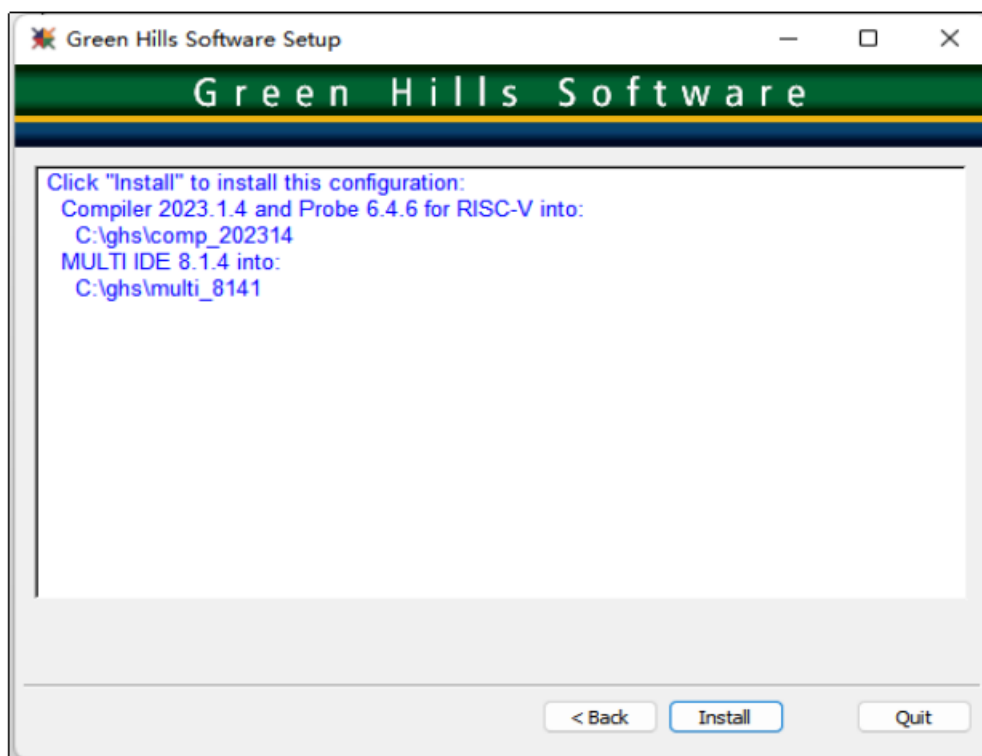 Green Hills Software Setup
Green Hills Software
Click "Install" to install this configuration:
Compiler 2023.1.4 and Probe 6.4.6 for RISC-V into:
C:\ghs\comp_202314
MULTI IDE 8.1.4 into:
C:\ghs\multi_8141
< Back Install Quit